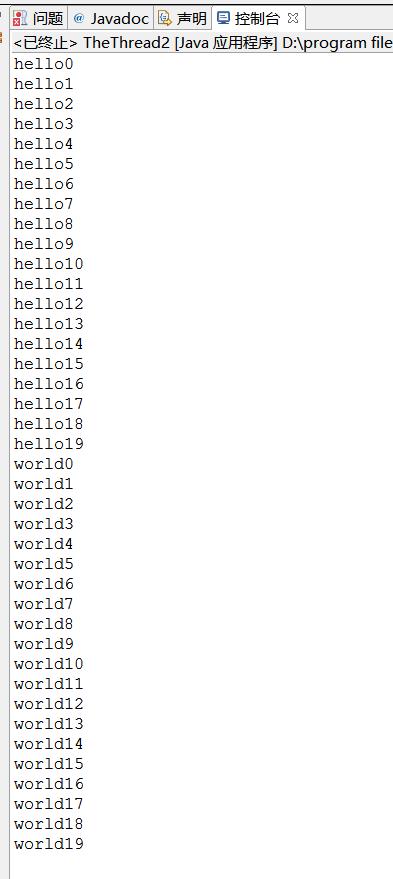 问题 @ Javadoc 声明 控制台
<已终止> TheThread2 [Java 应用程序] D:\program file
hello0
hello1
hello2
hello3
hello4
hello5
hello6
hello7
hello8
hello9
hello10
hello11
hello12
hello13
hello14
hello15
hello16
hello17
hello18
hello19
world0
world1
world2
world3
world4
world5
world6
world7
world8
world9
world10
world11
world12
world13
world14
world15
world16
world17
world18
world19